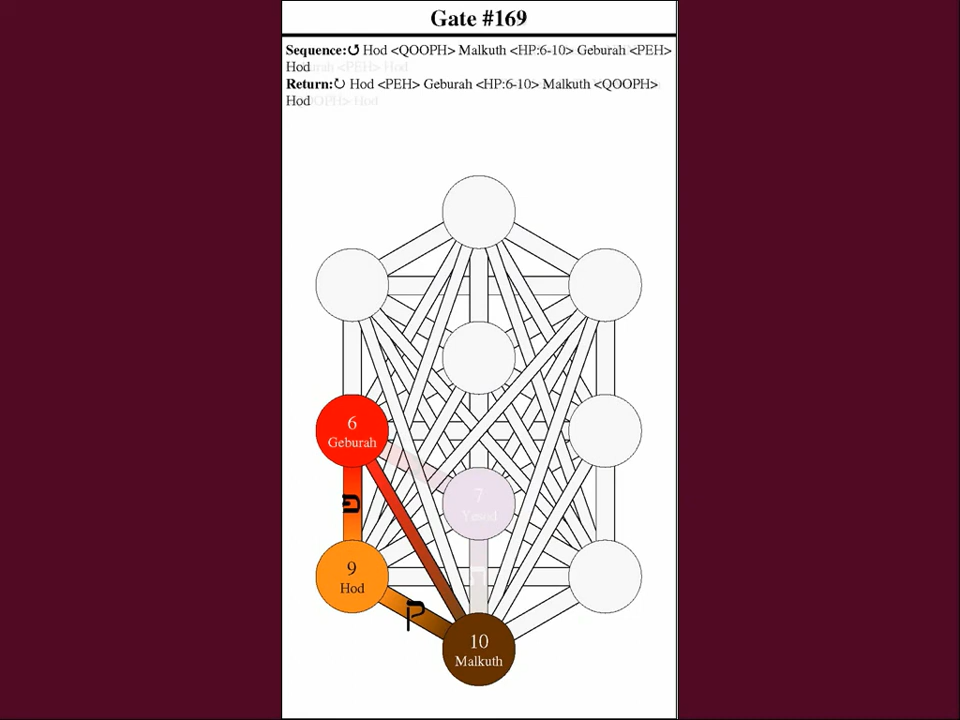 Gate #169
Sequence:↺ Hod <QOOPH> Malkuth <HP:6-10> Geburah <PEH>
Hod
Return:↻ Hod <PEH> Geburah <HP:6-10> Malkuth <QOOPH>
Hod
6
Geburah
7
Yesod
פ
9
Hod
ק
10
Malkuth